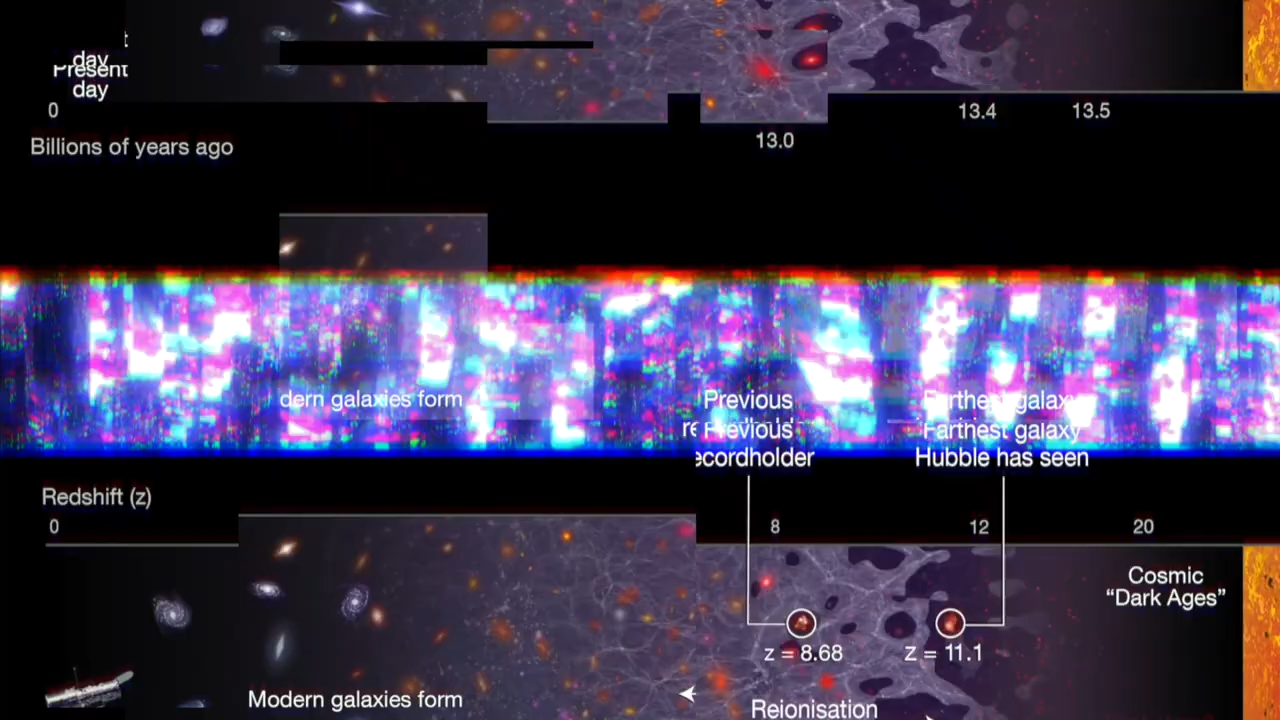 day
Present
day
0
13.4
13.5
13.0
Billions of years ago
dern galaxies form
Previous
Farthest galaxy
Previous
Farthest galaxy
ecordholder
Hubble has seen
Redshift (z)
0
8
12
20
Cosmic
“Dark Ages”
z = 8.68
z = 11.1
Modern galaxies form
Reionisation